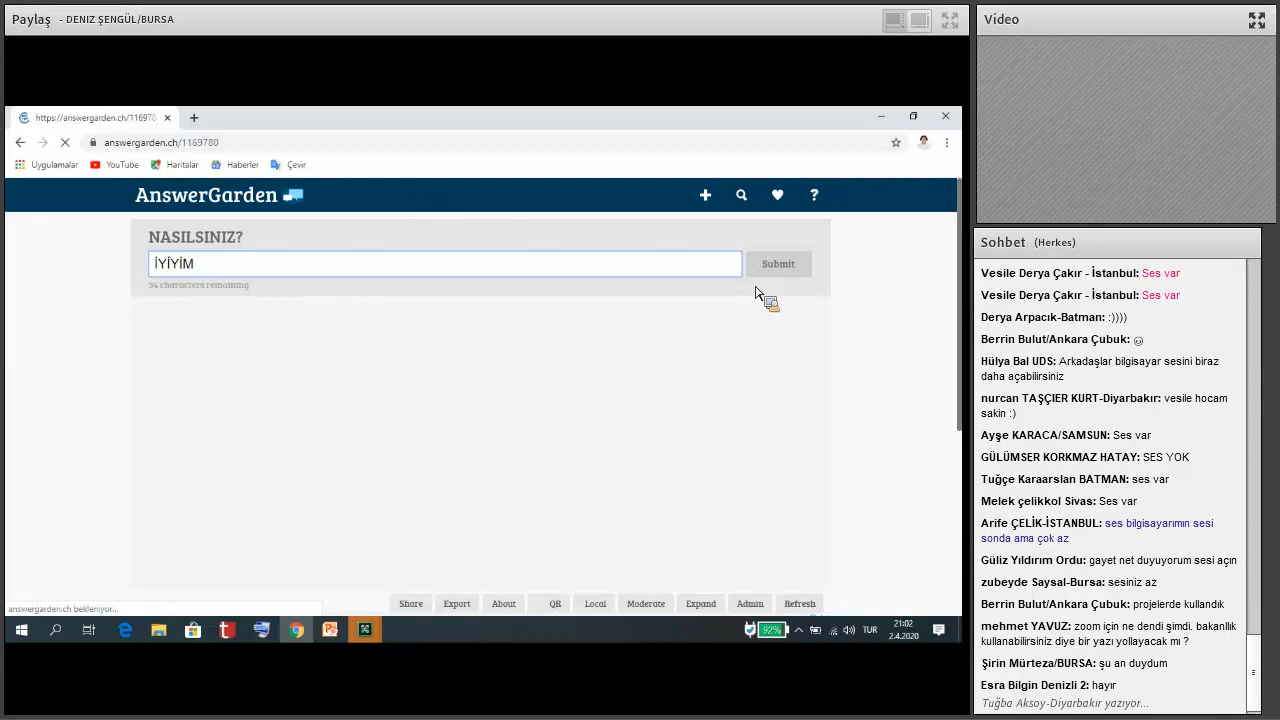 Paylaş - DENIZ ŞENGÜL/BURSA
https://answergarden.ch/116978
answergarden.ch/1169780
Uygulamalar YouTube Haritalar Haberler Çevir
AnswerGarden
NASILSINIZ?
İYİYİM
Submit
34 characters remaining
answergarden.ch bekleniyor...
Share Export About QR Local Moderate Expand Admin Refresh
92% TUR 21:02
2.4.2020
Video
Sohbet (Herkes)
Vesile Derya Çakır - İstanbul: Ses var
Vesile Derya Çakır - İstanbul: Ses var
Derya Arpacık-Batman: :))))
Berrin Bulut/Ankara Çubuk: ☺
Hülya Bal UDS: Arkadaşlar bilgisayar sesini biraz
daha açabilirsiniz
nurcan TAŞÇIER KURT-Diyarbakır: vesile hocam
sakin :)
Ayşe KARACA/SAMSUN: Ses var
GÜLÜMSER KORKMAZ HATAY: SES YOK
Tuğçe Karaarslan BATMAN: ses var
Melek çelikkol Sivas: Ses var
Arife ÇELİK-İSTANBUL: ses bilgisayarımın sesi
sonda ama çok az
Güliz Yıldırım Ordu: gayet net duyuyorum sesi açın
zubeyde Saysal-Bursa: sesiniz az
Berrin Bulut/Ankara Çubuk: projelerde kullandık
mehmet YAVUZ: zoom için ne dendi şimdi. bakanllık
kullanabilirsiniz diye bir yazı yollayacak mı ?
Şirin Mürteza/BURSA: şu an duydum
Esra Bilgin Denizli 2: hayır
Tuğba Aksoy-Diyarbakır yazıyor...